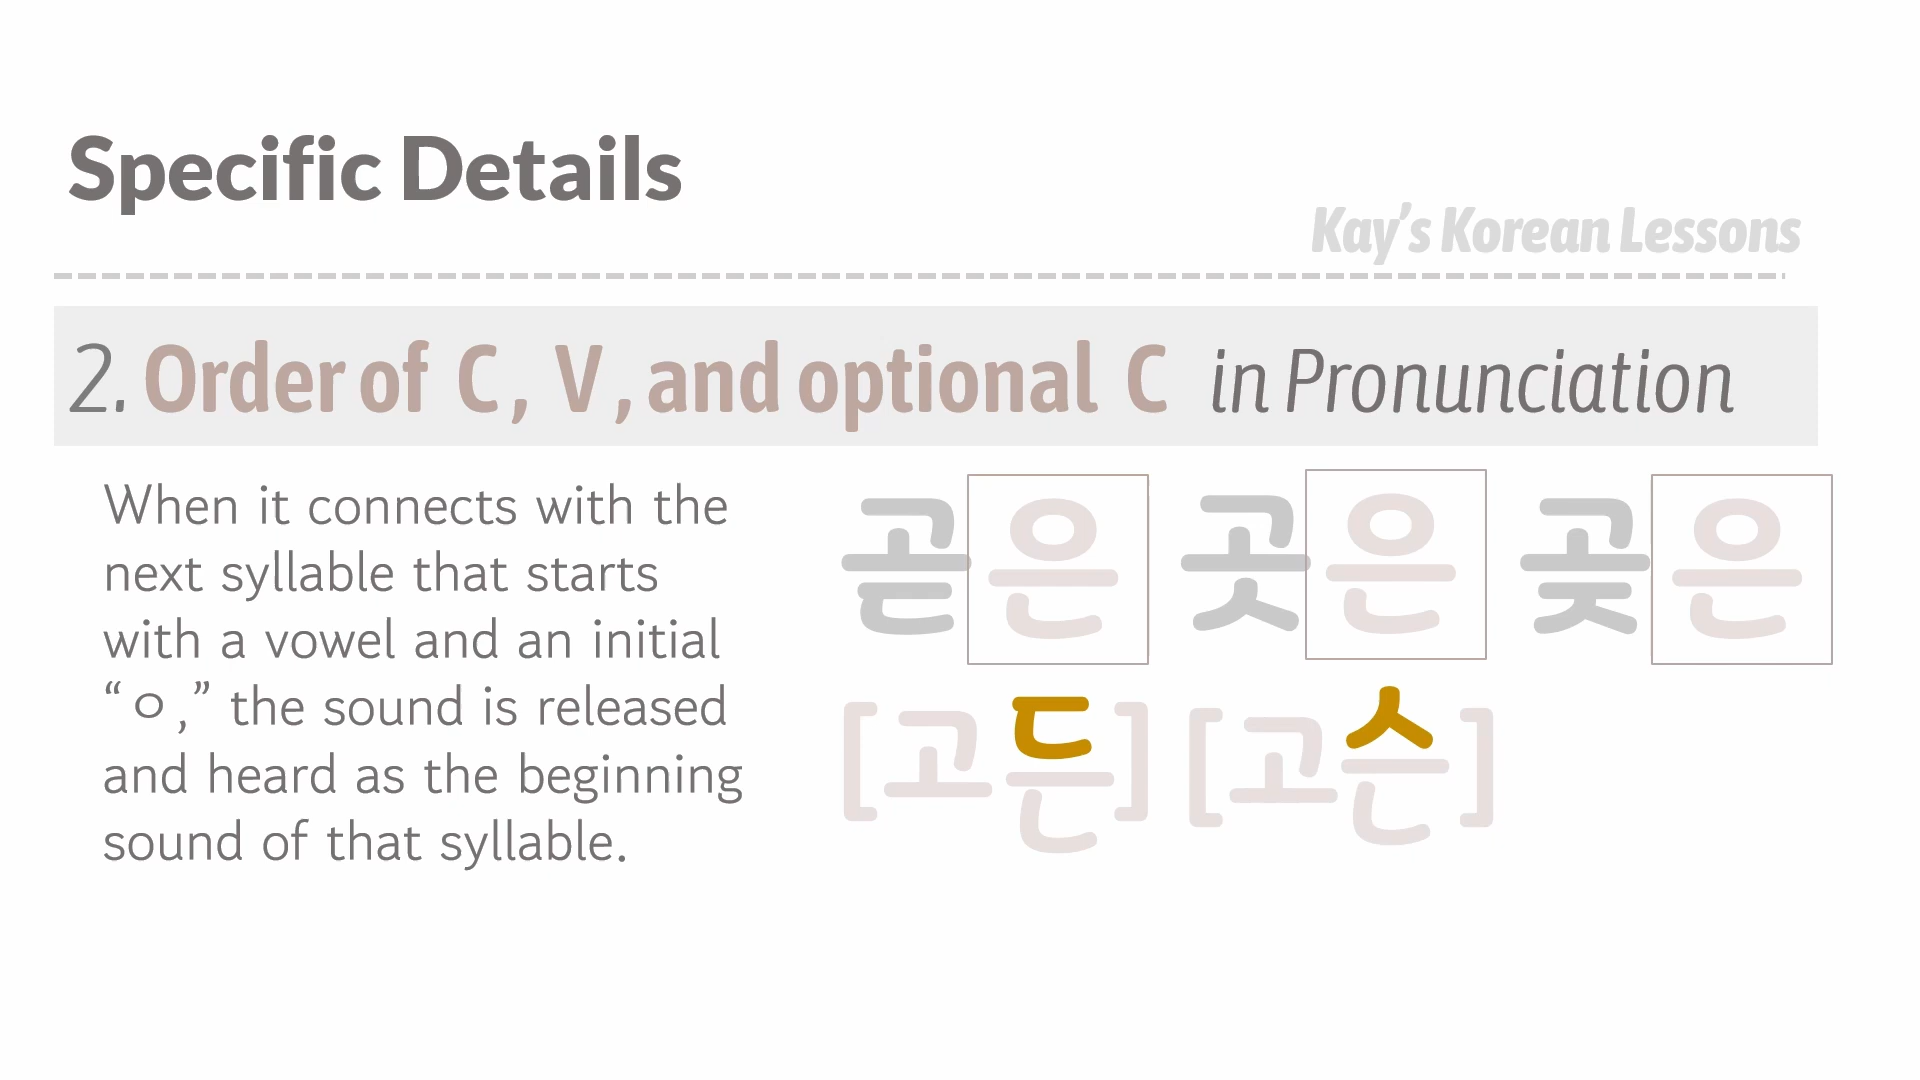 Specific Details
Kay's Korean Lessons
2. Order of C, V, and optional C in Pronunciation
When it connects with the
next syllable that starts
with a vowel and an initial
“ㅇ,” the sound is released
and heard as the beginning
sound of that syllable.
곧은 곳은 곶은
[고든] [고슨]